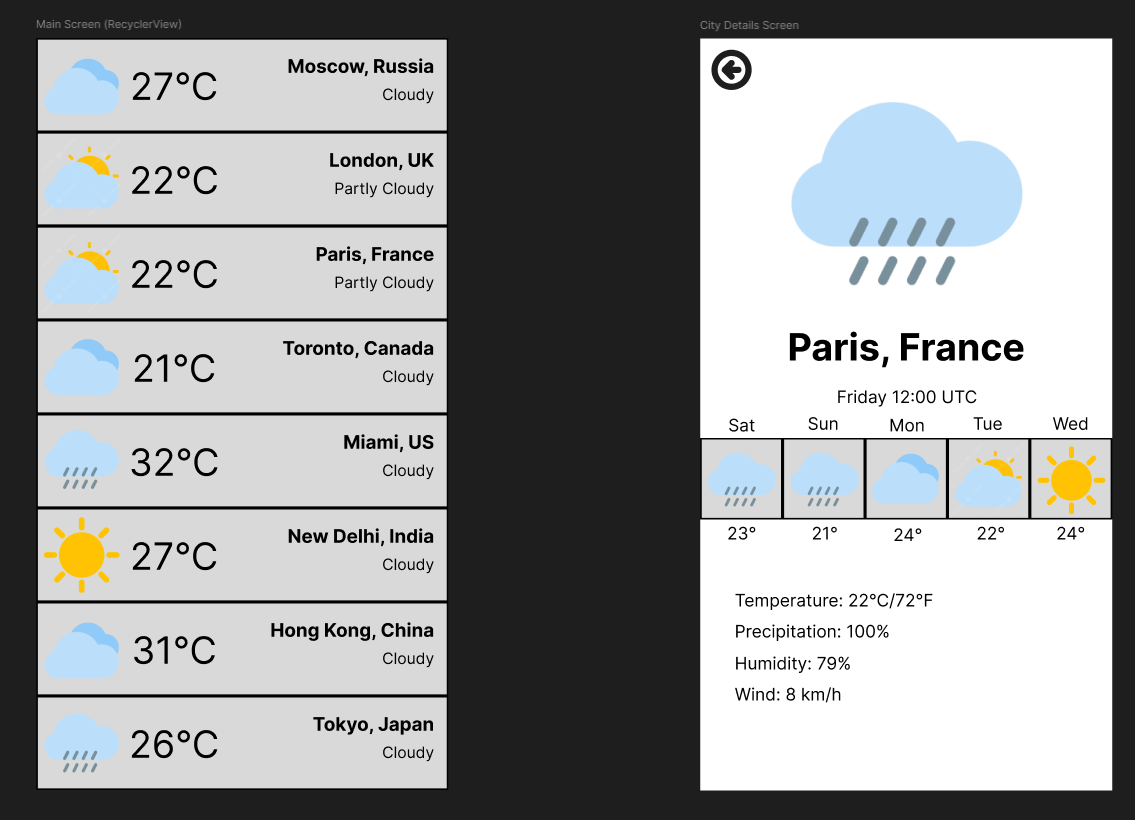 Main Screen (RecyclerView)
27°C
Moscow, Russia
Cloudy
22°C
London, UK
Partly Cloudy
22°C
Paris, France
Partly Cloudy
21°C
Toronto, Canada
Cloudy
32°C
Miami, US
Cloudy
27°C
New Delhi, India
Cloudy
31°C
Hong Kong, China
Cloudy
26°C
Tokyo, Japan
Cloudy
City Details Screen
Paris, France
Friday 12:00 UTC
Sat Sun Mon Tue Wed
23° 21° 24° 22° 24°
Temperature: 22°C/72°F
Precipitation: 100%
Humidity: 79%
Wind: 8 km/h